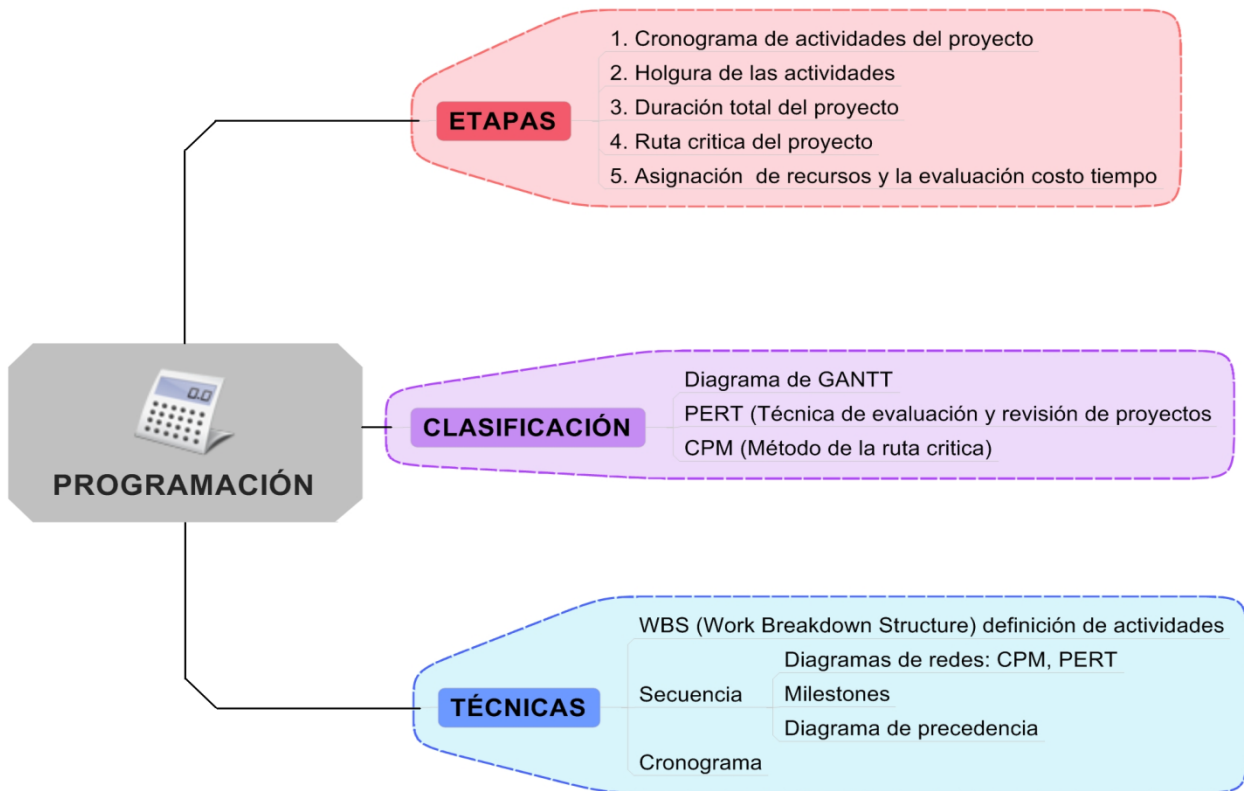 1. Cronograma de actividades del proyecto
2. Holgura de las actividades
ETAPAS
3. Duración total del proyecto
4. Ruta critica del proyecto
5. Asignación de recursos y la evaluación costo tiempo
0.0
PROGRAMACIÓN
Diagrama de GANTT
CLASIFICACIÓN
PERT (Técnica de evaluación y revisión de proyectos
CPM (Método de la ruta critica)
WBS (Work Breakdown Structure) definición de actividades
TÉCNICAS
Secuencia
Diagramas de redes: CPM, PERT
Milestones
Diagrama de precedencia
Cronograma